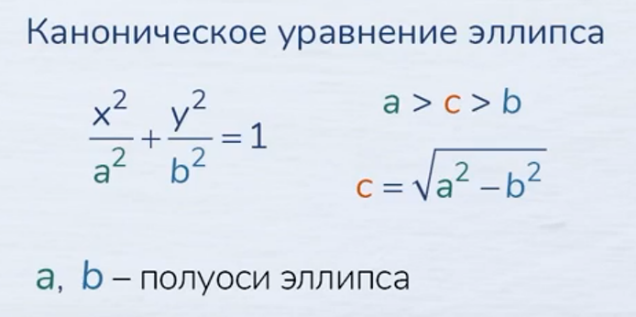 Каноническое уравнение эллипса
x²/a² + y²/b² = 1
a > c > b
c = √(a² – b²)
a, b – полуоси эллипса